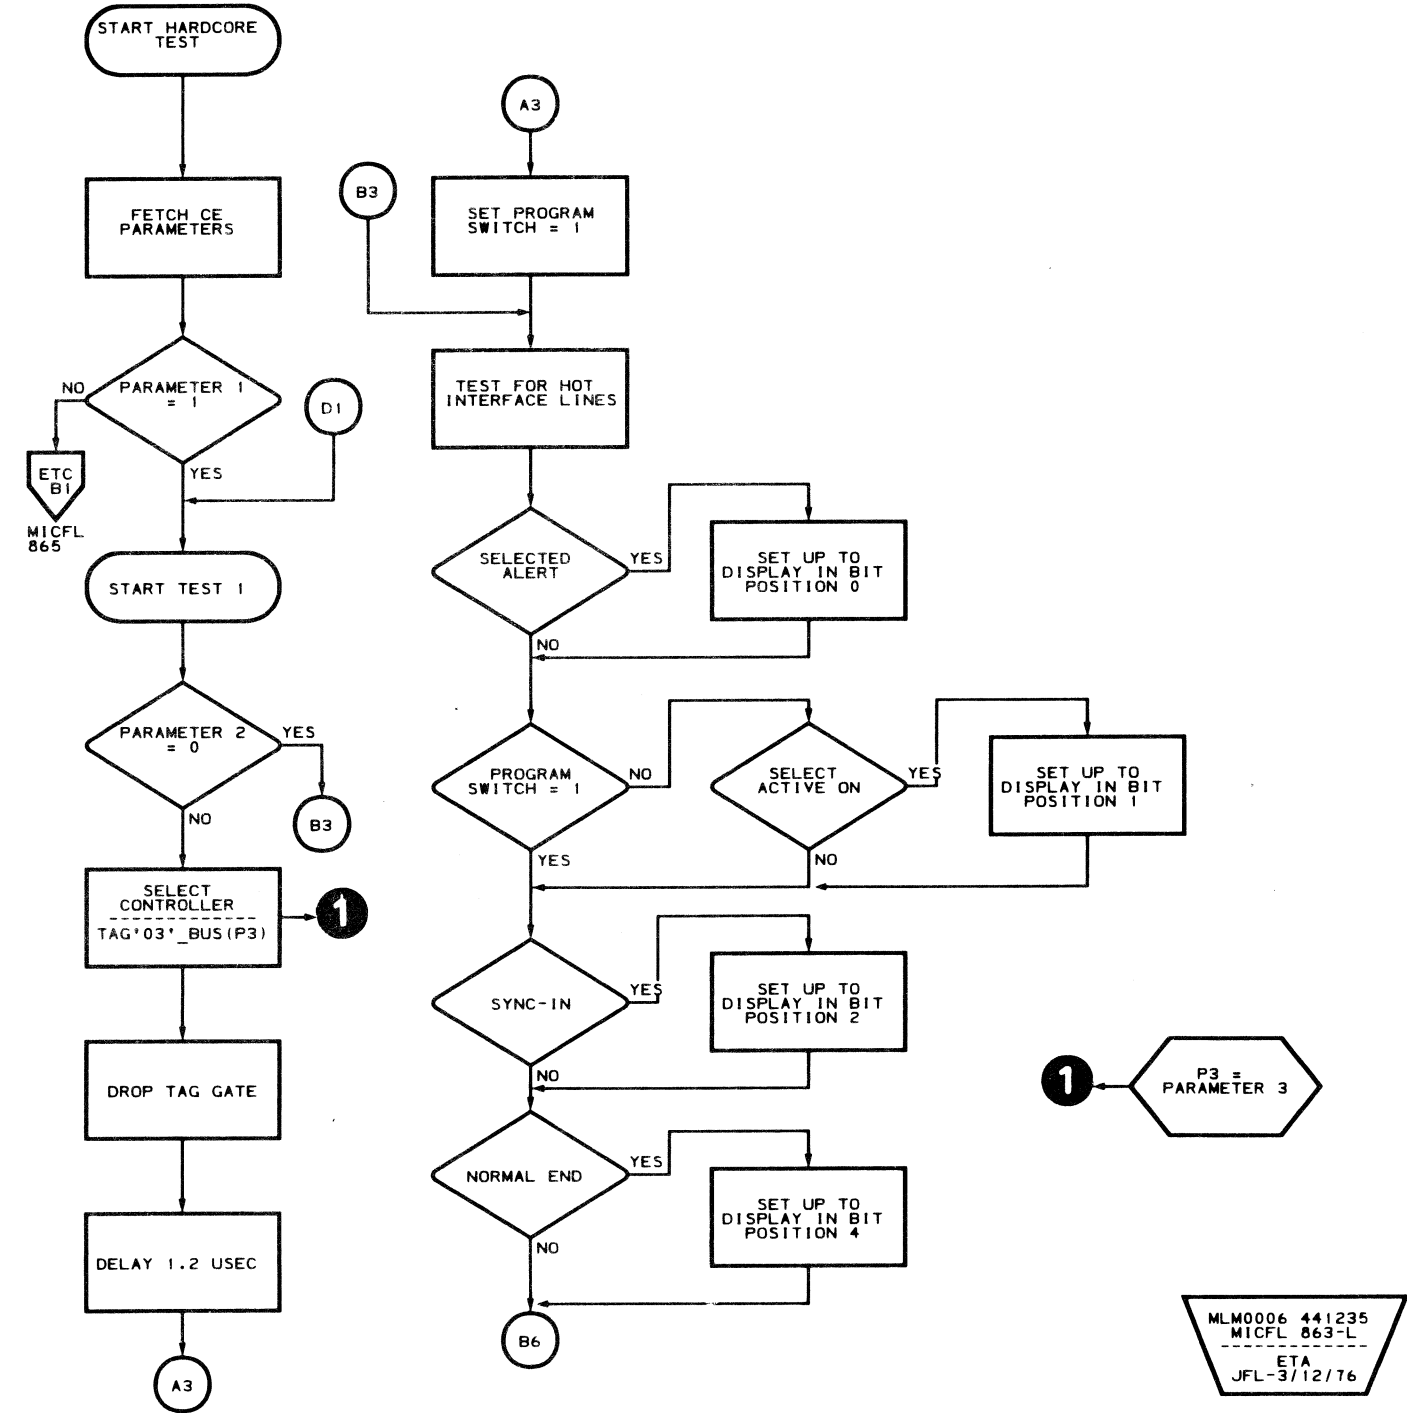 START HARDCORE
TEST
FETCH CE
PARAMETERS
PARAMETER 1
= 1
NO
YES
ETC
B1
MICFL
865
D1
START TEST 1
PARAMETER 2
= 0
YES
NO
B3
SELECT
CONTROLLER
TAG'03'_BUS(P3)
1
DROP TAG GATE
DELAY 1.2 USEC
A3
A3
B3
SET PROGRAM
SWITCH = 1
TEST FOR HOT
INTERFACE LINES
SELECTED
ALERT
YES
NO
SET UP TO
DISPLAY IN BIT
POSITION 0
PROGRAM
SWITCH = 1
NO
YES
SELECT
ACTIVE ON
YES
NO
SET UP TO
DISPLAY IN BIT
POSITION 1
SYNC-IN
YES
NO
SET UP TO
DISPLAY IN BIT
POSITION 2
NORMAL END
YES
NO
SET UP TO
DISPLAY IN BIT
POSITION 4
B6
1
P3 =
PARAMETER 3
MLM0006 441235
MICFL 863-L
ETA
JFL-3/12/76